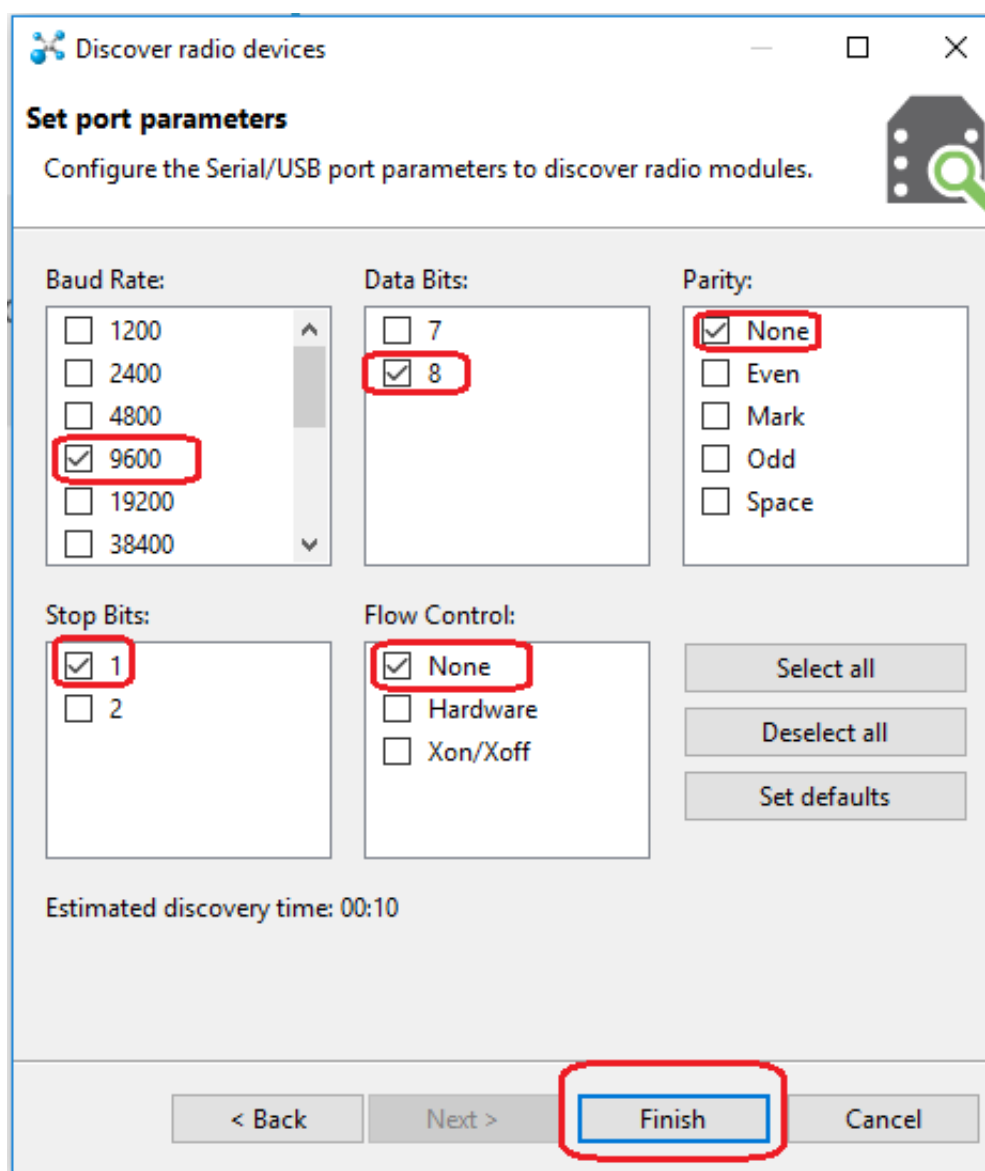 Discover radio devices
Set port parameters
Configure the Serial/USB port parameters to discover radio modules.
Baud Rate:
1200
2400
4800
9600
19200
38400
Data Bits:
7
8
Parity:
None
Even
Mark
Odd
Space
Stop Bits:
1
2
Flow Control:
None
Hardware
Xon/Xoff
Select all
Deselect all
Set defaults
Estimated discovery time: 00:10
< Back
Next >
Finish
Cancel